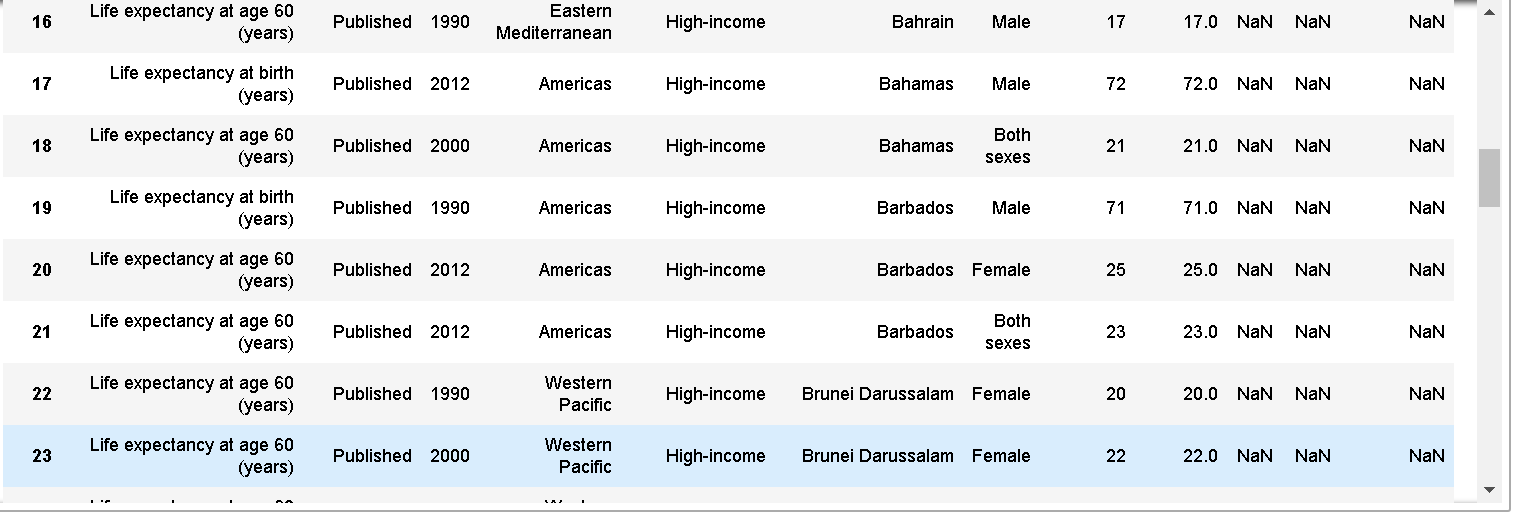 16 Life expectancy at age 60 (years) Published 1990 Eastern Mediterranean High-income Bahrain Male 17 17.0 NaN NaN NaN
17 Life expectancy at birth (years) Published 2012 Americas High-income Bahamas Male 72 72.0 NaN NaN NaN
18 Life expectancy at age 60 (years) Published 2000 Americas High-income Bahamas Both sexes 21 21.0 NaN NaN NaN
19 Life expectancy at birth (years) Published 1990 Americas High-income Barbados Male 71 71.0 NaN NaN NaN
20 Life expectancy at age 60 (years) Published 2012 Americas High-income Barbados Female 25 25.0 NaN NaN NaN
21 Life expectancy at age 60 (years) Published 2012 Americas High-income Barbados Both sexes 23 23.0 NaN NaN NaN
22 Life expectancy at age 60 (years) Published 1990 Western Pacific High-income Brunei Darussalam Female 20 20.0 NaN NaN NaN
23 Life expectancy at age 60 (years) Published 2000 Western Pacific High-income Brunei Darussalam Female 22 22.0 NaN NaN NaN